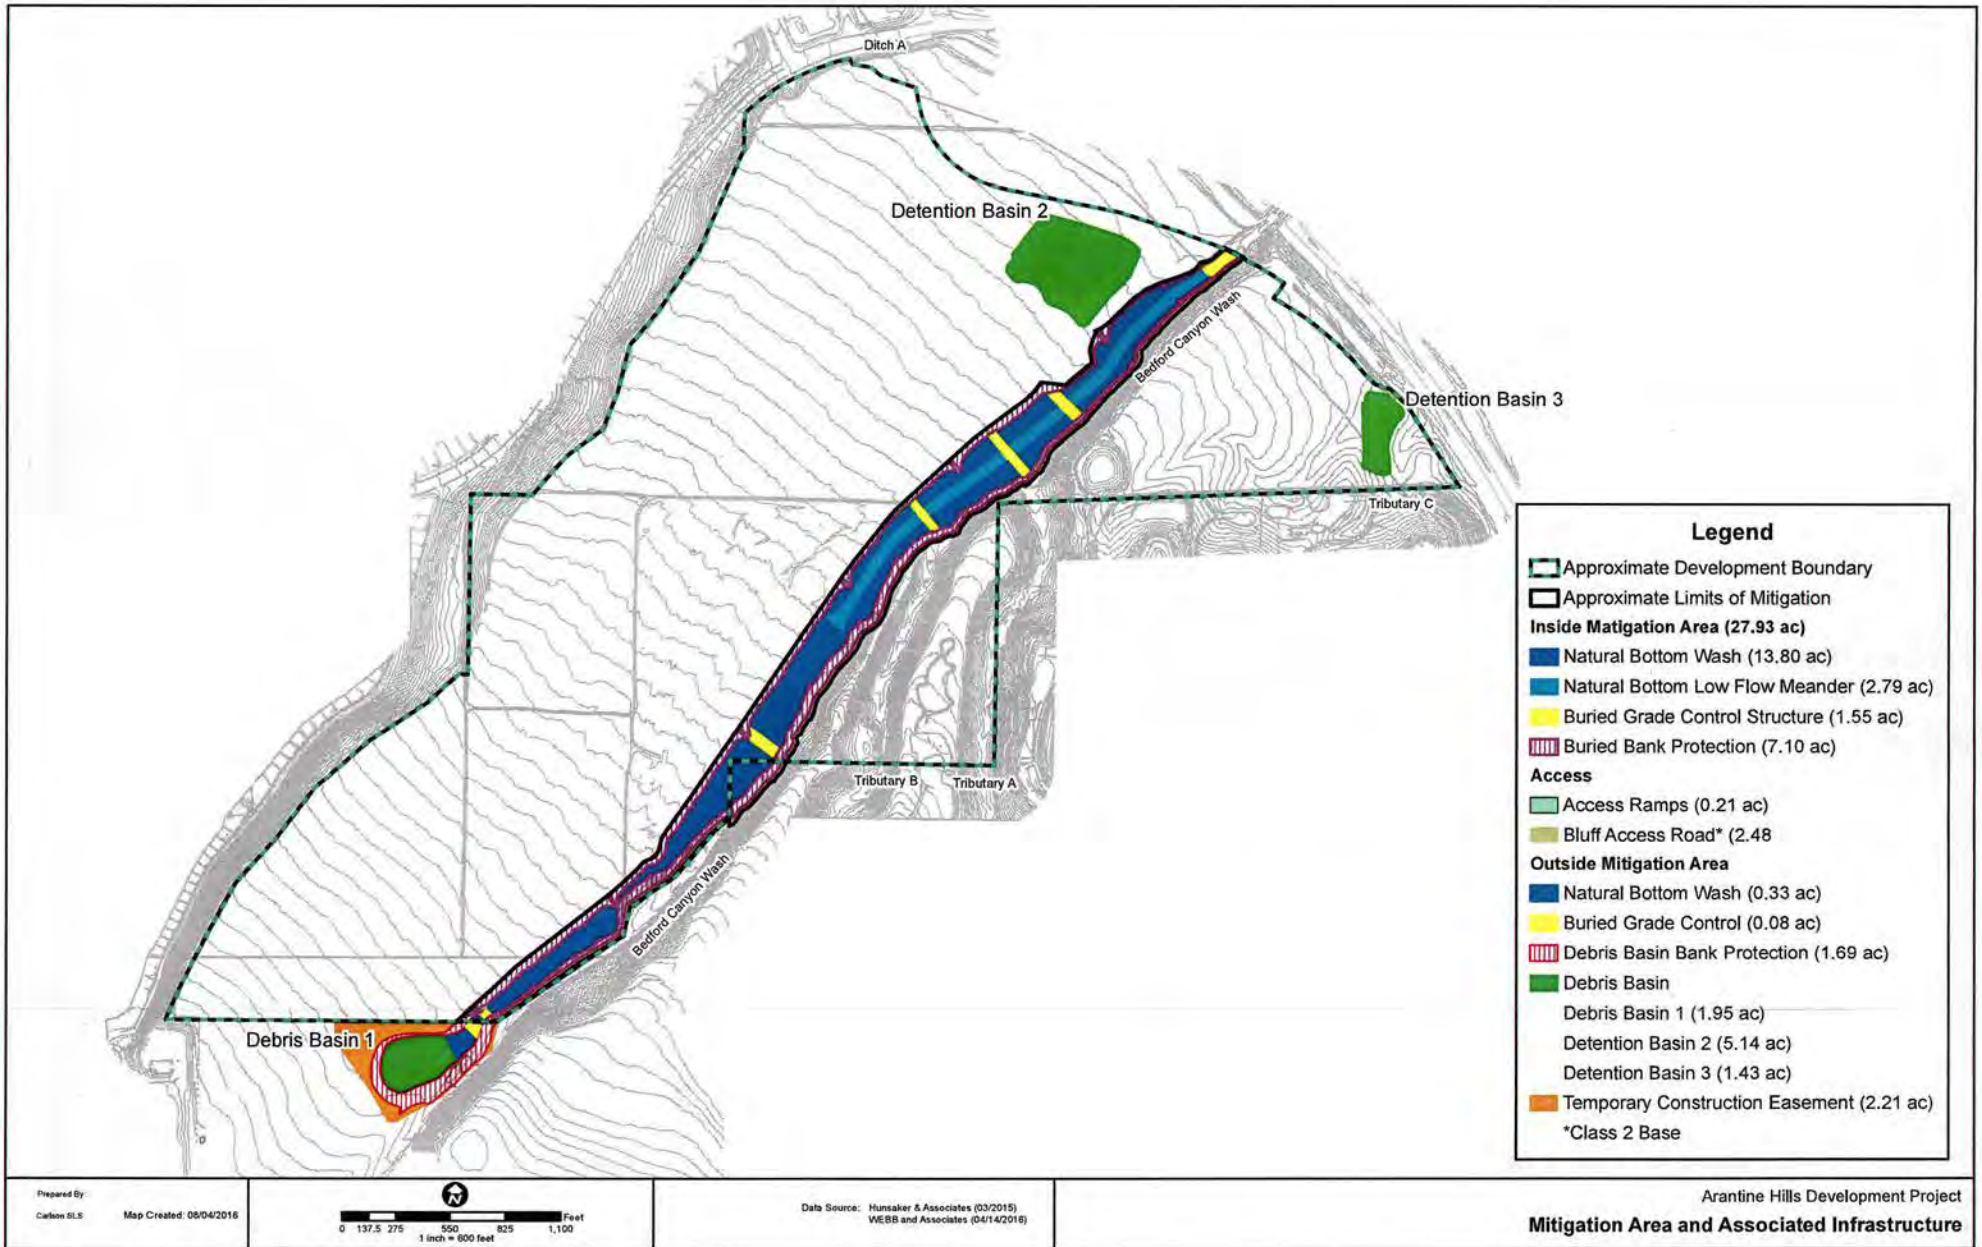 Ditch A
Detention Basin 2
Bedford Canyon Wash
Detention Basin 3
Tributary C
Tributary B
Tributary A
Bedford Canyon Wash
Debris Basin 1
Legend
Approximate Development Boundary
Approximate Limits of Mitigation
Inside Matigation Area (27.93 ac)
Natural Bottom Wash (13.80 ac)
Natural Bottom Low Flow Meander (2.79 ac)
Buried Grade Control Structure (1.55 ac)
Buried Bank Protection (7.10 ac)
Access
Access Ramps (0.21 ac)
Bluff Access Road* (2.48
Outside Mitigation Area
Natural Bottom Wash (0.33 ac)
Buried Grade Control (0.08 ac)
Debris Basin Bank Protection (1.69 ac)
Debris Basin
Debris Basin 1 (1.95 ac)
Detention Basin 2 (5.14 ac)
Detention Basin 3 (1.43 ac)
Temporary Construction Easement (2.21 ac)
*Class 2 Base
Prepared By
Carlson SLS
Map Created: 08/04/2016
N
Feet
0 137.5 275 550 825 1,100
1 inch = 600 feet
Data Source: Hunsaker & Associates (03/2015)
WEBB and Associates (04/14/2016)
Arantine Hills Development Project
Mitigation Area and Associated Infrastructure